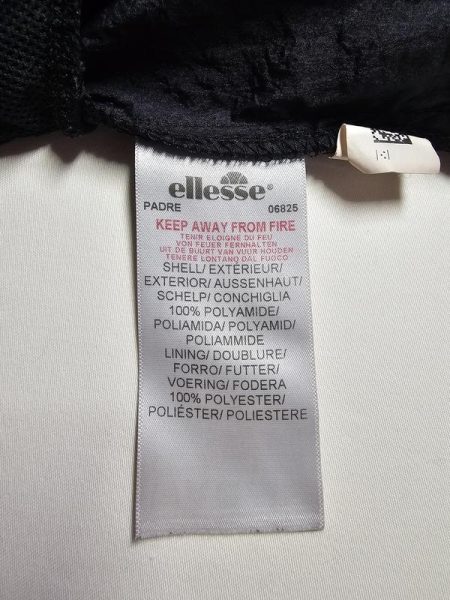 ellesse®
PADRE 06825
KEEP AWAY FROM FIRE
TENIR ELOIGNE DU FEU
VON FEUER FERNHALTEN
UIT DE BUURT VAN VUUR HOUDEN
TENERE LONTANO DAL FUOCO
SHELL/ EXTÉRIEUR/
EXTERIOR/ AUSSENHAUT/
SCHELP/ CONCHIGLIA
100% POLYAMIDE/
POLIAMIDA/ POLYAMID/
POLIAMMIDE
LINING/ DOUBLURE/
FORRO/ FUTTER/
VOERING/ FODERA
100% POLYESTER/
POLIÉSTER/ POLIESTERE